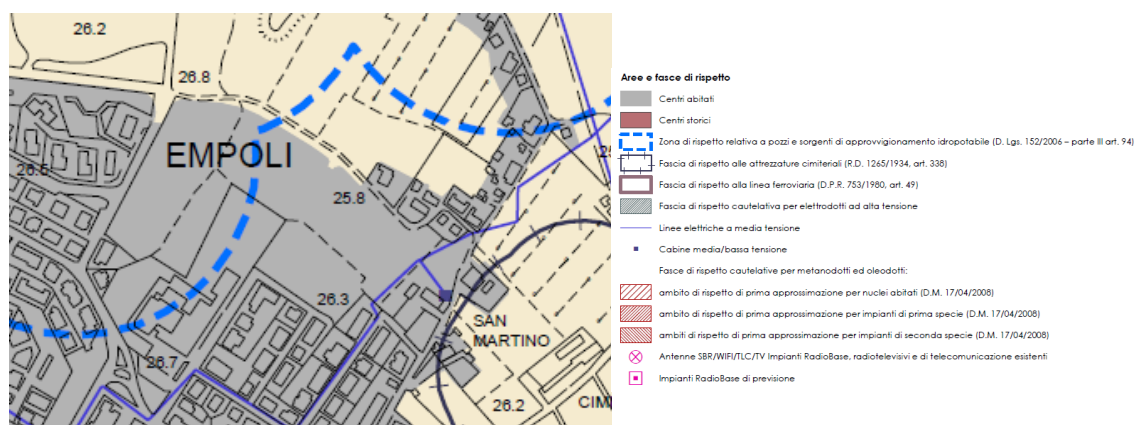 26.2
26.8
EMPOLI
26.5
25.8
26.3
SAN
MARTINO
26.7
26.2
CIM
Aree e fasce di rispetto
Centri abitati
Centri storici
Zona di rispetto relativa a pozzi e sorgenti di approvvigionamento idropotabile (D. Lgs. 152/2006 – parte III art. 94)
Fascia di rispetto alle attrezzature cimiteriali (R.D. 1265/1934, art. 338)
Fascia di rispetto alla linea ferroviaria (D.P.R. 753/1980, art. 49)
Fascia di rispetto cautelativa per elettrodotti ad alta tensione
Linee elettriche a media tensione
Cabine media/bassa tensione
Fasce di rispetto cautelative per metanodotti ed oleodotti:
ambito di rispetto di prima approssimazione per nuclei abitati (D.M. 17/04/2008)
ambito di rispetto di prima approssimazione per impianti di prima specie (D.M. 17/04/2008)
ambiti di rispetto di prima approssimazione per impianti di seconda specie (D.M. 17/04/2008)
Antenne SBR/WIFI/TLC/TV Impianti RadioBase, radiotelevisivi e di telecomunicazione esistenti
Impianti RadioBase di previsione